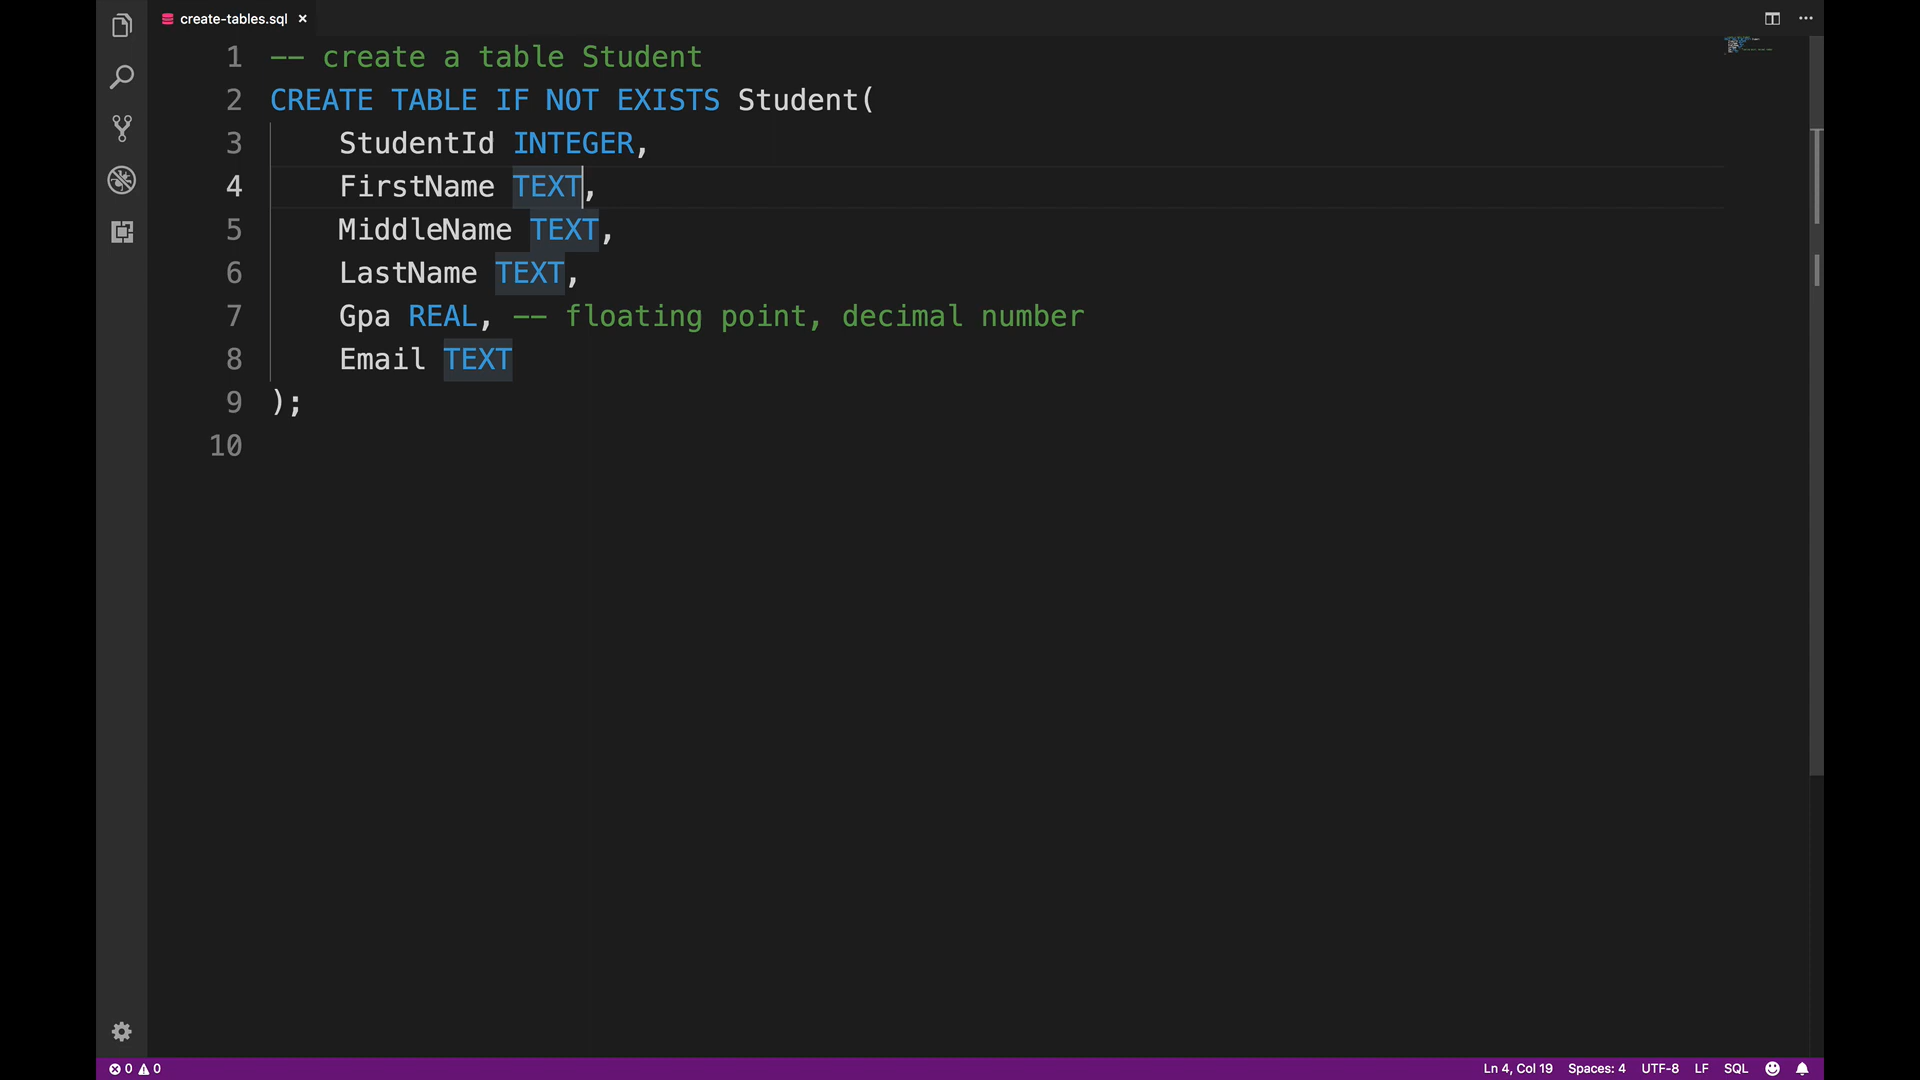 create-tables.sql ×
1 -- create a table Student
2 CREATE TABLE IF NOT EXISTS Student(
3     StudentId INTEGER,
4     FirstName TEXT,
5     MiddleName TEXT,
6     LastName TEXT,
7     Gpa REAL, -- floating point, decimal number
8     Email TEXT
9 );
10
0 0 Ln 4, Col 19 Spaces: 4 UTF-8 LF SQL